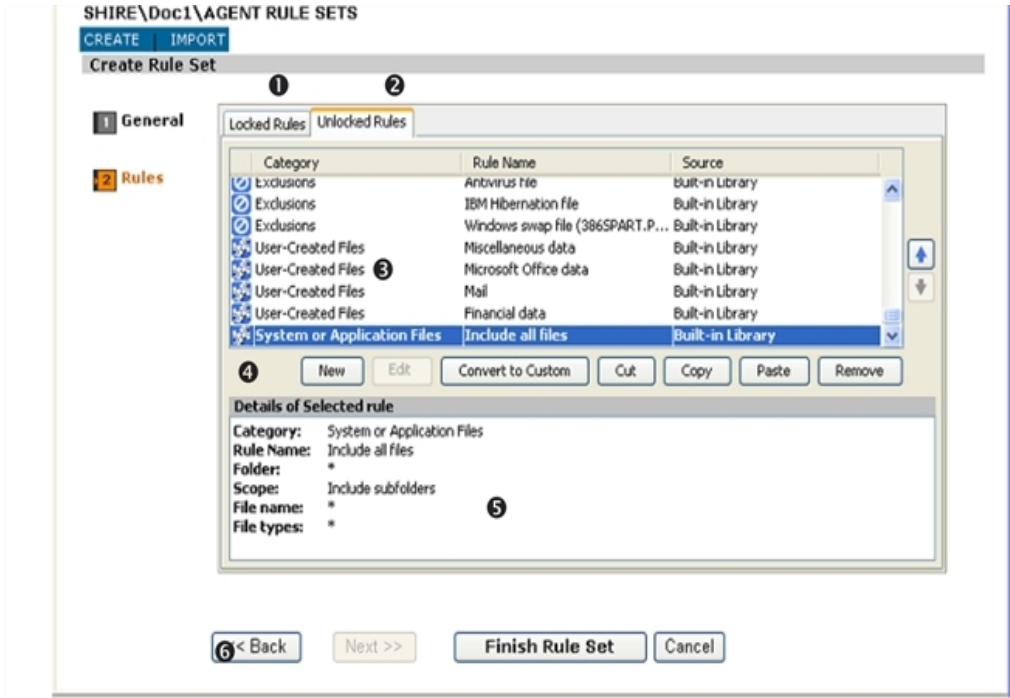 SHIRE\Doc1\AGENT RULE SETS
CREATE | IMPORT
Create Rule Set
❶ ❷
1 General
Locked Rules Unlocked Rules
Category Rule Name Source
2 Rules
Exclusions Antivirus file Built-in Library
Exclusions IBM Hibernation file Built-in Library
Exclusions Windows swap file (386SPART.P... Built-in Library
User-Created Files Miscellaneous data Built-in Library
User-Created Files ❸ Microsoft Office data Built-in Library
User-Created Files Mail Built-in Library
User-Created Files Financial data Built-in Library
System or Application Files Include all files Built-in Library
❹ New Edit Convert to Custom Cut Copy Paste Remove
Details of Selected rule
Category: System or Application Files
Rule Name: Include all files
Folder: *
Scope: Include subfolders
File name: * ❺
File types: *
❻ < Back Next >> Finish Rule Set Cancel